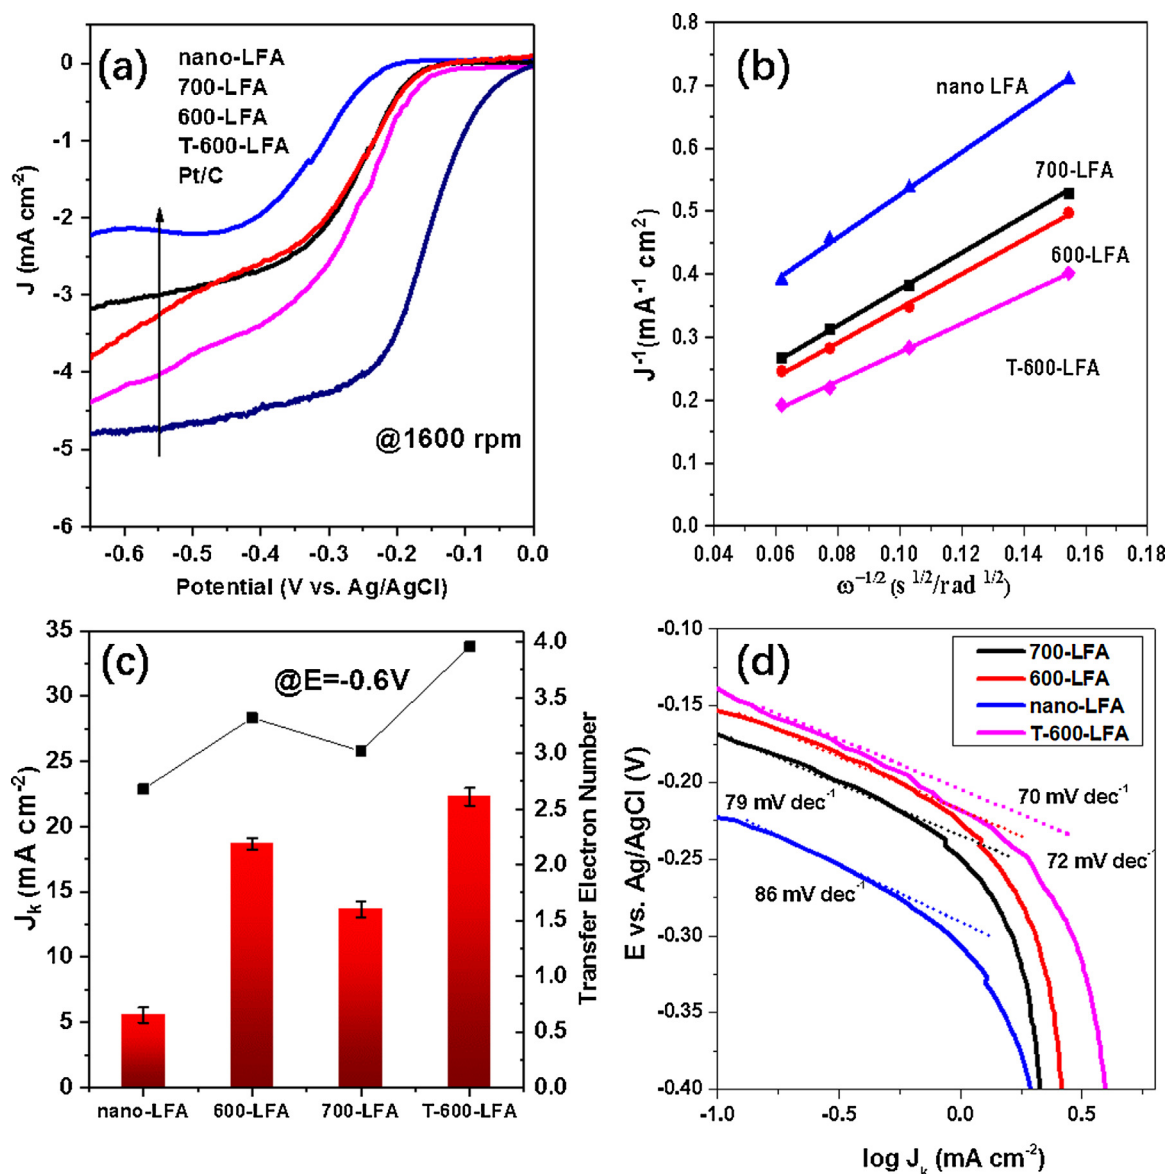 (a)
nano-LFA
700-LFA
600-LFA
T-600-LFA
Pt/C
@1600 rpm
J (mA cm-2)
0
-1
-2
-3
-4
-5
-6
-0.6 -0.5 -0.4 -0.3 -0.2 -0.1 0.0
Potential (V vs. Ag/AgCl)
(b)
nano LFA
700-LFA
600-LFA
T-600-LFA
J-1(mA-1 cm2)
0.8
0.7
0.6
0.5
0.4
0.3
0.2
0.1
0.0
0.04 0.06 0.08 0.10 0.12 0.14 0.16 0.18
ω−1/2 (s 1/2/rad 1/2)
(c)
@E=-0.6V
Jk (mA cm-2)
35
30
25
20
15
10
5
0
Transfer Electron Number
4.0
3.5
3.0
2.5
2.0
1.5
1.0
0.5
0.0
nano-LFA 600-LFA 700-LFA T-600-LFA
(d)
700-LFA
600-LFA
nano-LFA
T-600-LFA
70 mV dec-1
79 mV dec-1
72 mV dec-1
86 mV dec-1
E vs. Ag/AgCl (V)
-0.10
-0.15
-0.20
-0.25
-0.30
-0.35
-0.40
-1.0 -0.5 0.0 0.5
log Jk (mA cm-2)